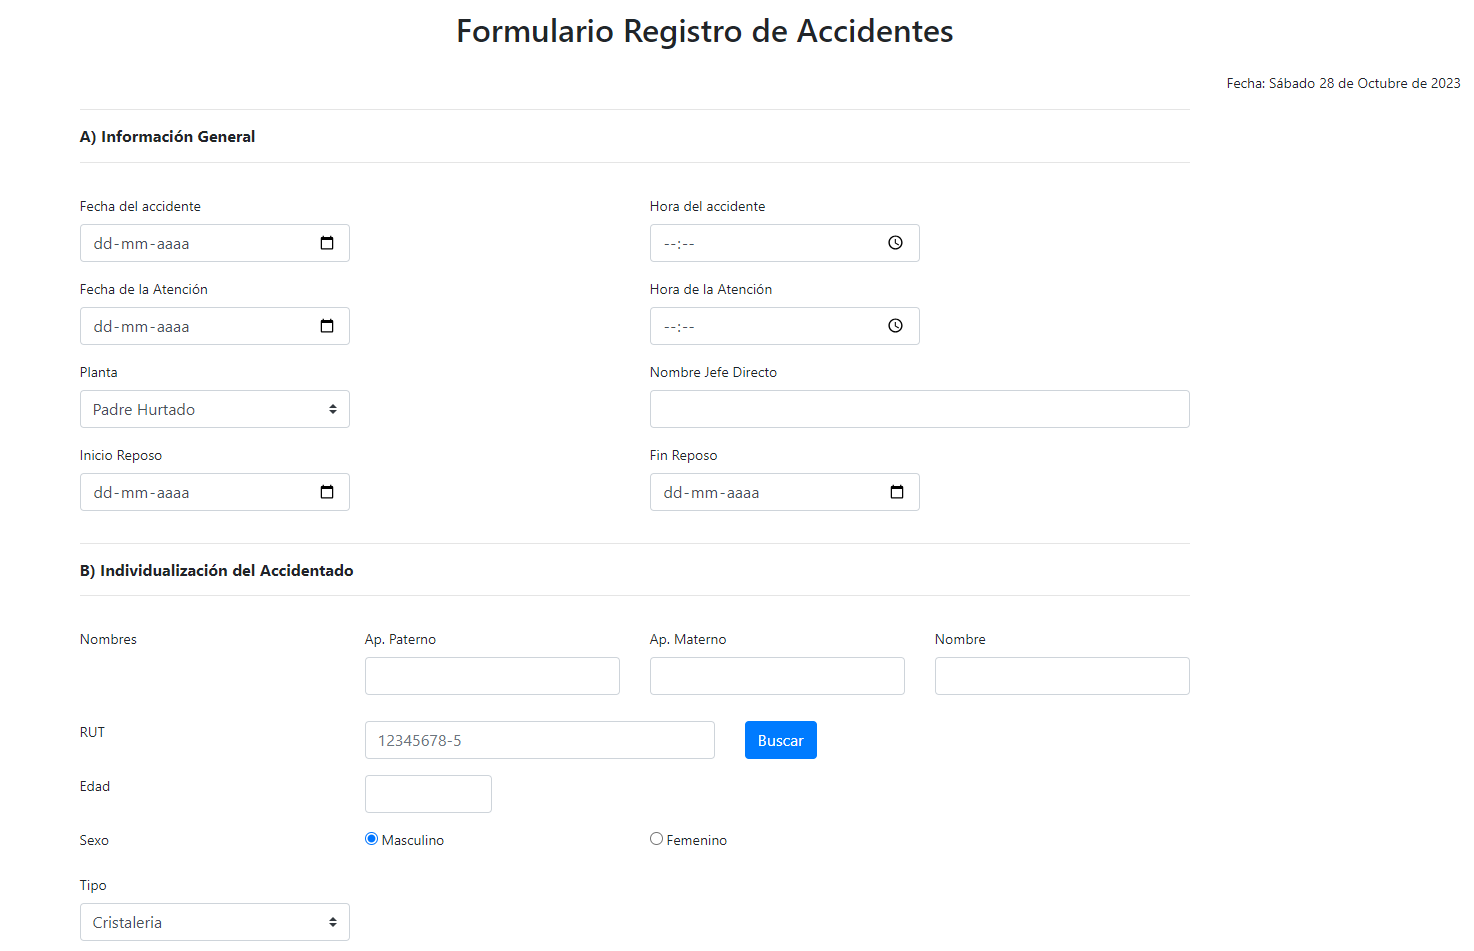 Formulario Registro de Accidentes
Fecha: Sábado 28 de Octubre de 2023
A) Información General
Fecha del accidente
Hora del accidente
dd-mm-aaaa
--:--
Fecha de la Atención
Hora de la Atención
dd-mm-aaaa
--:--
Planta
Nombre Jefe Directo
Padre Hurtado
Inicio Reposo
Fin Reposo
dd-mm-aaaa
dd-mm-aaaa
B) Individualización del Accidentado
Nombres
Ap. Paterno
Ap. Materno
Nombre
RUT
12345678-5
Buscar
Edad
Sexo
Masculino
Femenino
Tipo
Cristaleria